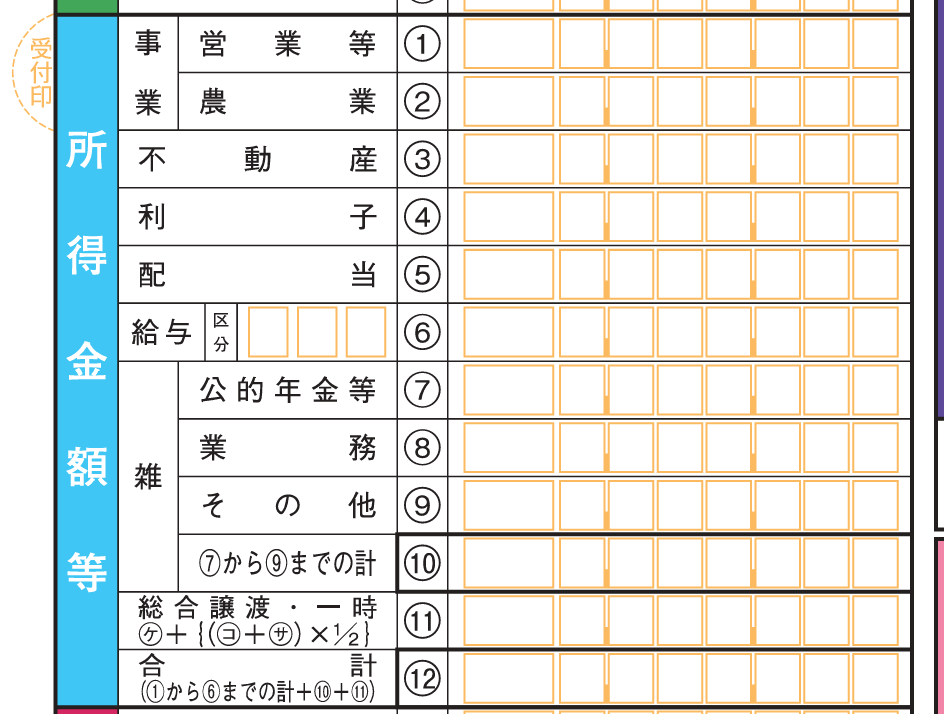 受付印
所得金額等
事業 営業等 ①
農業 ②
不動産 ③
利子 ④
配当 ⑤
給与 区分 ⑥
雑 公的年金等 ⑦
業務 ⑧
その他 ⑨
⑦から⑨までの計 ⑩
総合譲渡・一時 ⑪
㋘＋{(㋙＋㋚)×1/2}
合計 ⑫
(①から⑥までの計＋⑩＋⑪)